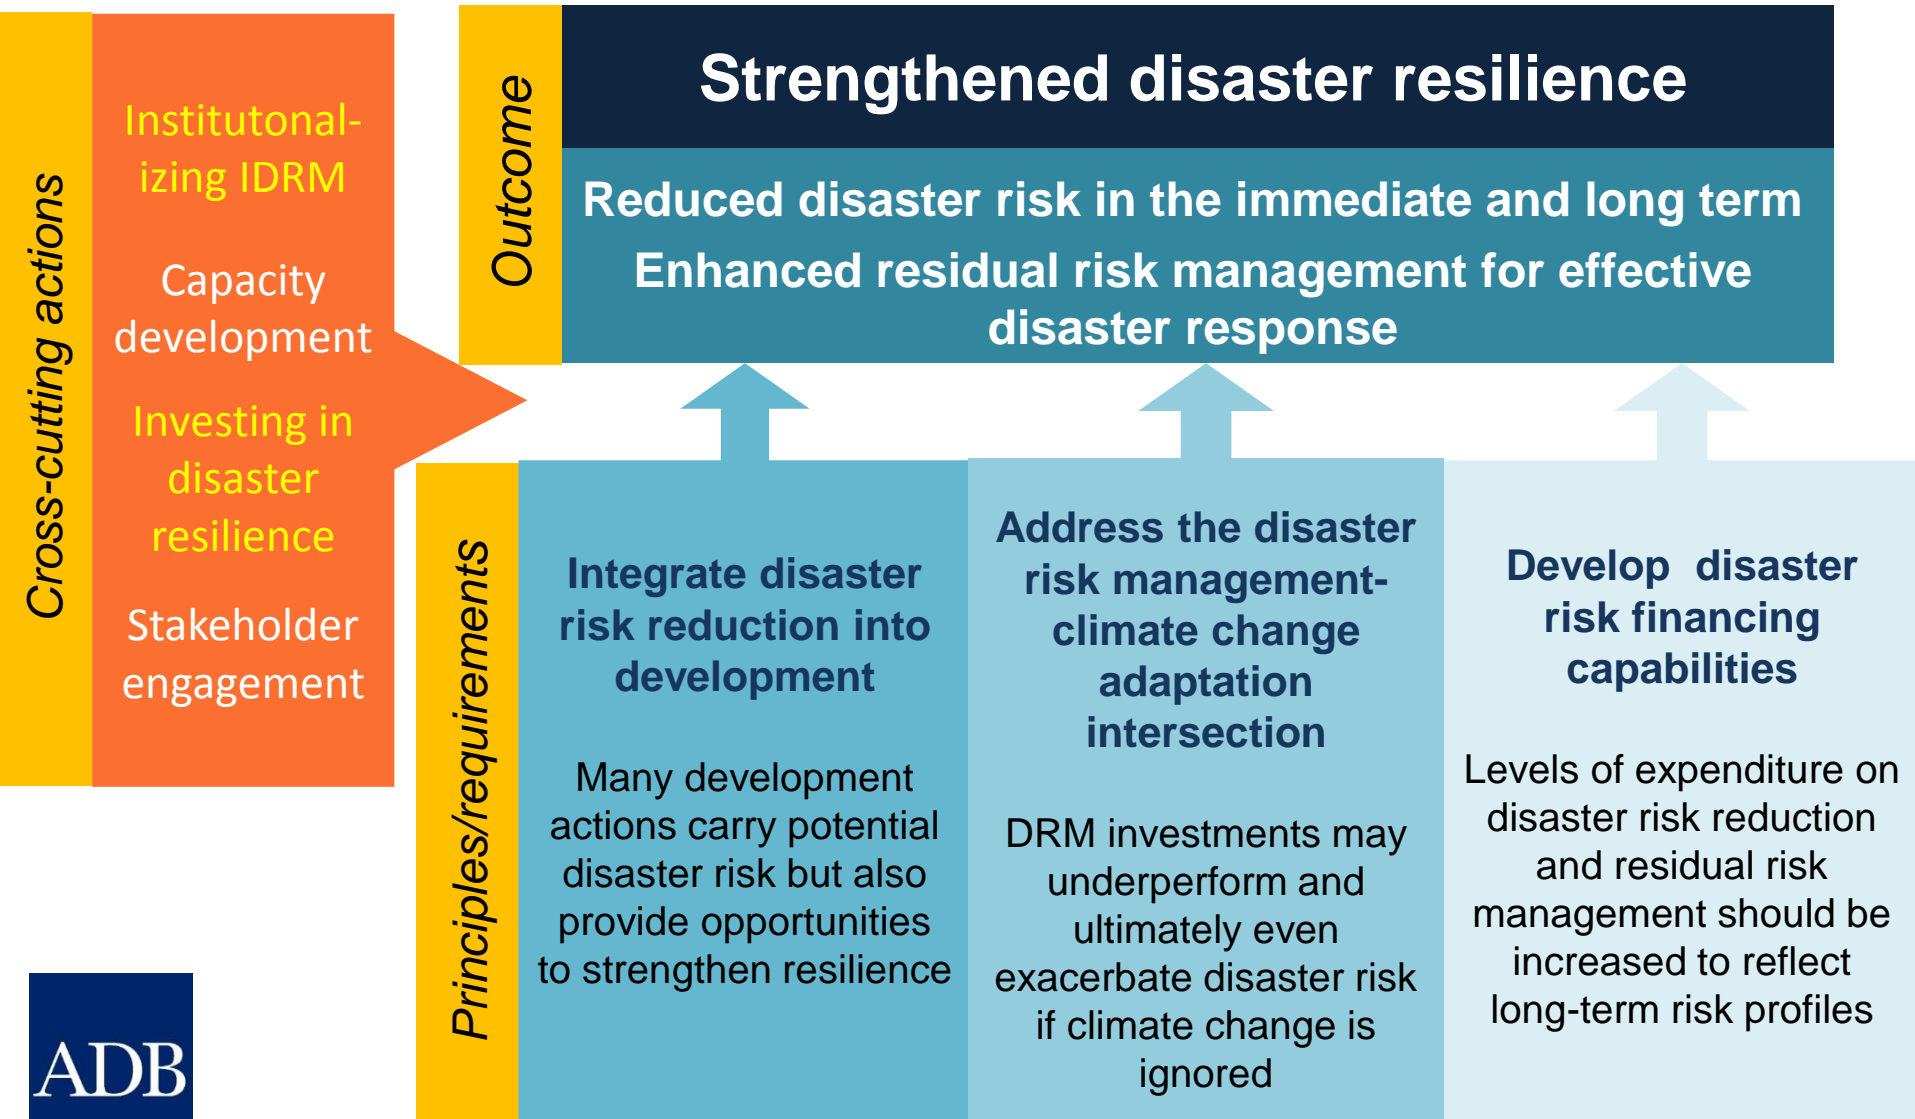 Cross-cutting actions
Institutonal-
izing IDRM
Capacity
development
Investing in
disaster
resilience
Stakeholder
engagement
Outcome
Strengthened disaster resilience
Reduced disaster risk in the immediate and long term
Enhanced residual risk management for effective
disaster response
Principles/requirements
Integrate disaster
risk reduction into
development
Many development
actions carry potential
disaster risk but also
provide opportunities
to strengthen resilience
Address the disaster
risk management-
climate change
adaptation
intersection
DRM investments may
underperform and
ultimately even
exacerbate disaster risk
if climate change is
ignored
Develop disaster
risk financing
capabilities
Levels of expenditure on
disaster risk reduction
and residual risk
management should be
increased to reflect
long-term risk profiles
ADB